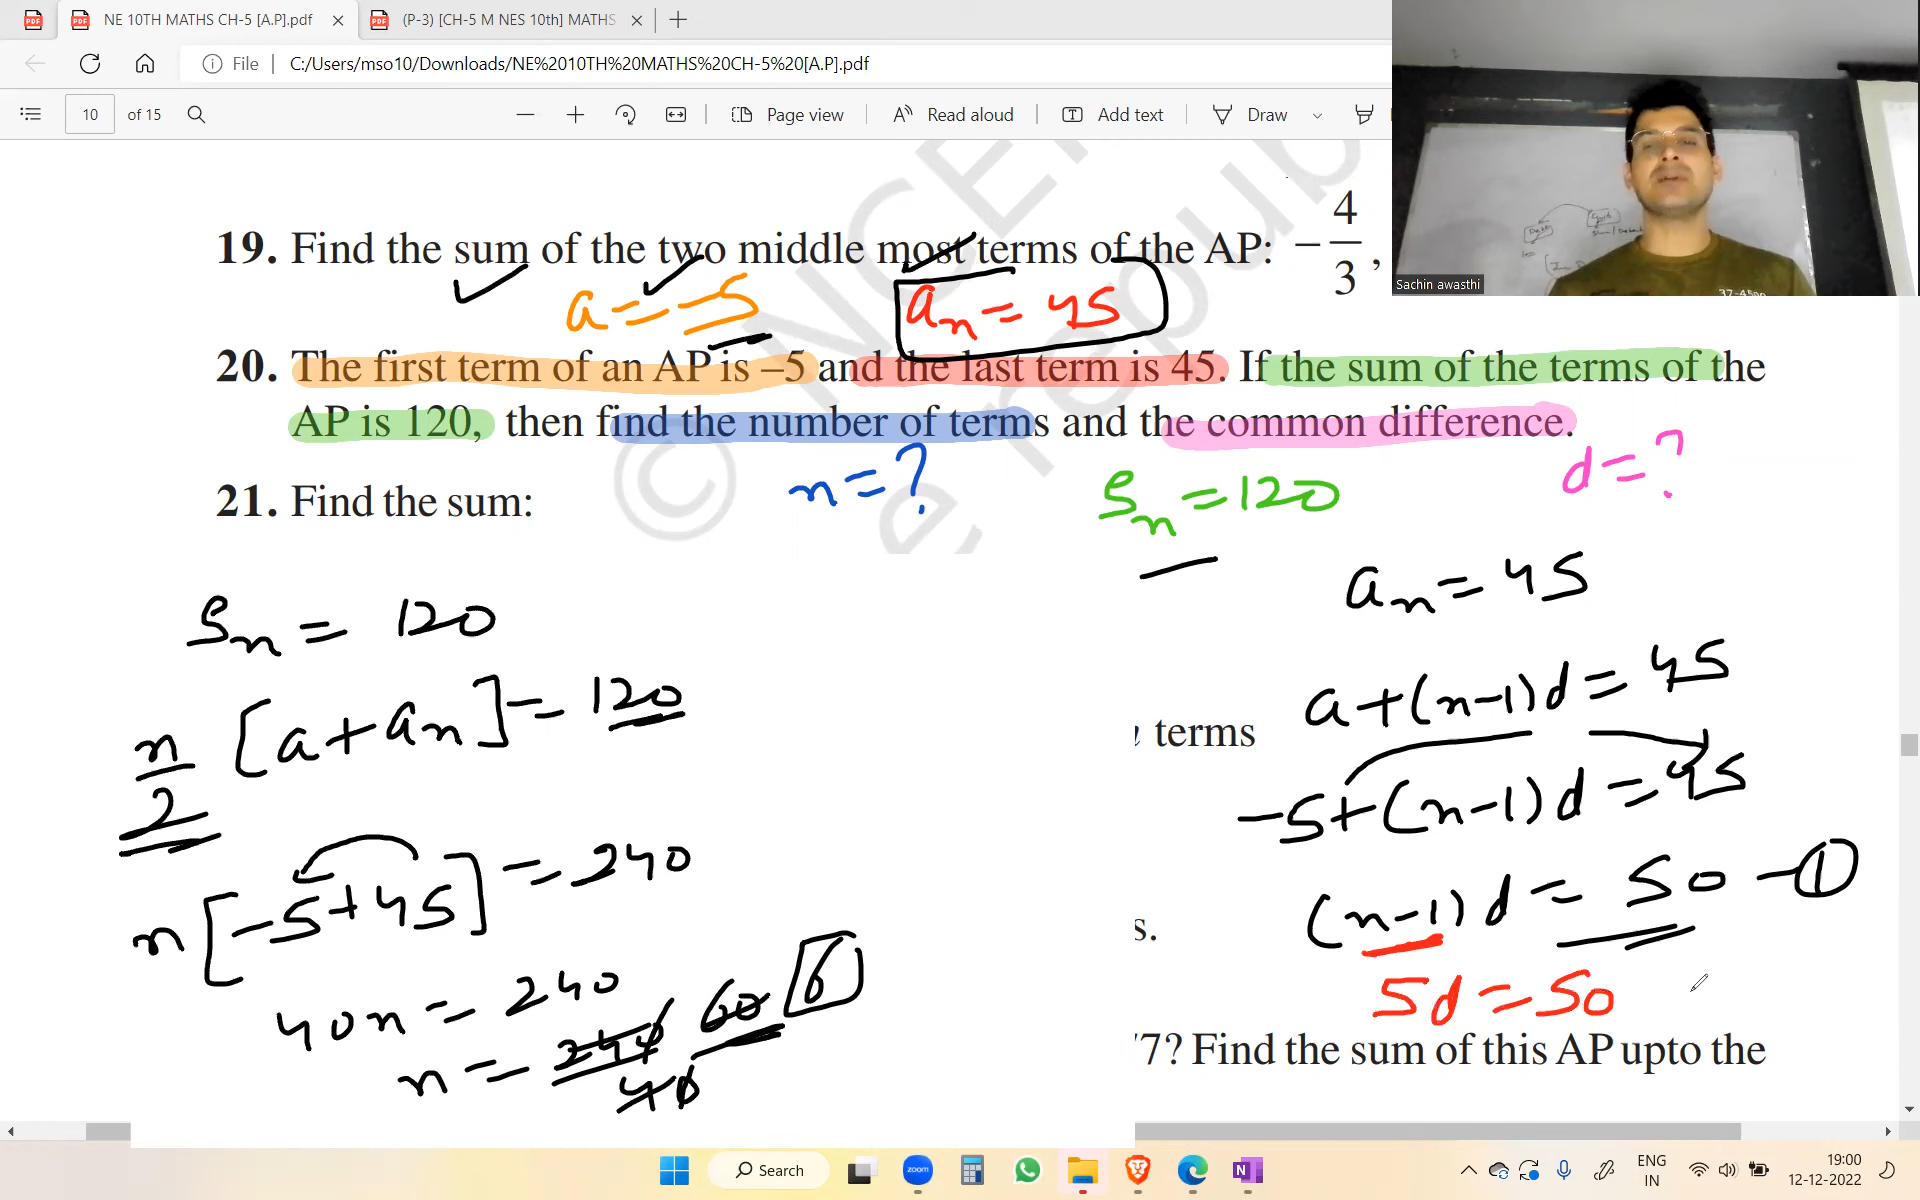 NE 10TH MATHS CH-5 [A.P].pdf
(P-3) [CH-5 M NES 10th] MATHS
File
C:/Users/mso10/Downloads/NE%2010TH%20MATHS%20CH-5%20[A.P].pdf
10 of 15
Page view
Read aloud
Add text
Draw
Sachin awasthi
19. Find the sum of the two middle most terms of the AP: −4/3,
a = −5
an = 45
20. The first term of an AP is –5 and the last term is 45. If the sum of the terms of the
AP is 120, then find the number of terms and the common difference.
n = ?
Sn = 120
d = ?
21. Find the sum:
Sn = 120
n/2 [a + an] = 120
n[−5+45] = 240
40n = 240
n = 240/40 60 6
an = 45
a+(n−1)d = 45
terms
−5+(n−1)d = 45
(n−1)d = 50 —①
s.
5d = 50
77? Find the sum of this AP upto the
© NCE
republ
Search
zoom
ENG
IN
19:00
12-12-2022